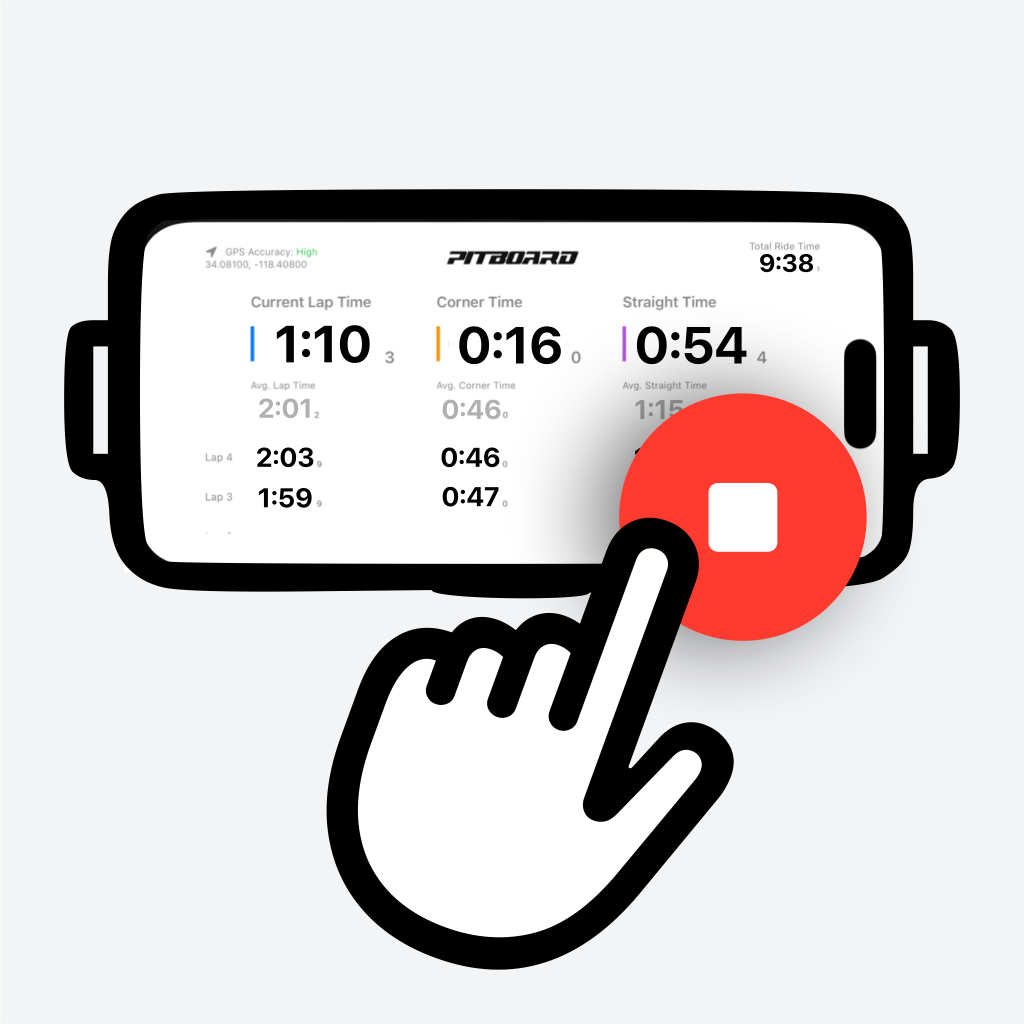 GPS Accuracy: High
34.08100, -118.40800
PITBOARD
Total Ride Time
9:38
Current Lap Time
Corner Time
Straight Time
1:10 3
0:16 0
0:54 4
Avg. Lap Time
Avg. Corner Time
Avg. Straight Time
2:01 2
0:46 0
1:15
Lap 4
2:03 9
0:46 0
Lap 3
1:59 9
0:47 0